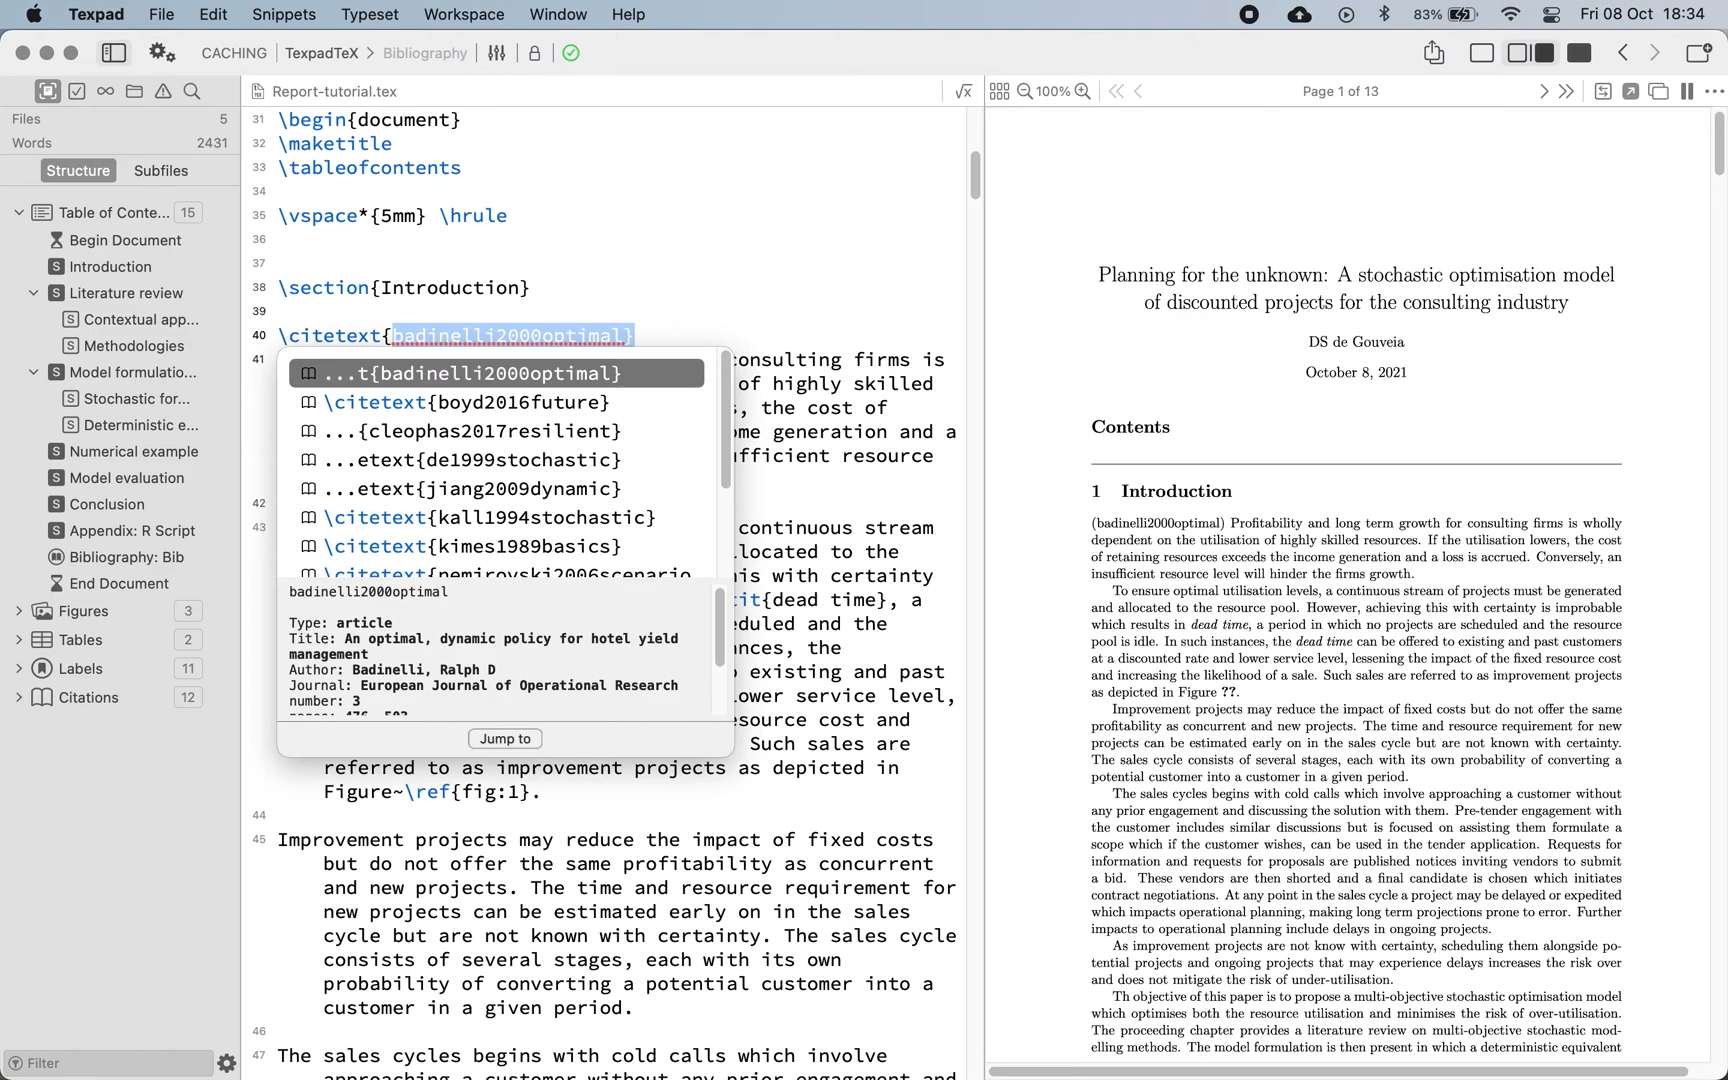 Texpad File Edit Snippets Typeset Workspace Window Help 83% Fri 08 Oct 18:34
CACHING TexpadTeX > Bibliography
Files 5
Words 2431
Structure Subfiles
Table of Conte... 15
Begin Document
S Introduction
S Literature review
S Contextual app...
S Methodologies
S Model formulatio...
S Stochastic for...
S Deterministic e...
S Numerical example
S Model evaluation
S Conclusion
S Appendix: R Script
Bibliography: Bib
End Document
Figures 3
Tables 2
Labels 11
Citations 12
Filter
Report-tutorial.tex
31 \begin{document}
32 \maketitle
33 \tableofcontents
34
35 \vspace*{5mm} \hrule
36
37
38 \section{Introduction}
39
40 \citetext{badinelli2000optimal}
41 consulting firms is
of highly skilled
s, the cost of
ome generation and a
ufficient resource
42
43 continuous stream
located to the
his with certainty
tit{dead time}, a
eduled and the
ances, the
o existing and past
lower service level,
esource cost and
Such sales are
referred to as improvement projects as depicted in
Figure~\ref{fig:1}.
44
45 Improvement projects may reduce the impact of fixed costs
but do not offer the same profitability as concurrent
and new projects. The time and resource requirement for
new projects can be estimated early on in the sales
cycle but are not known with certainty. The sales cycle
consists of several stages, each with its own
probability of converting a potential customer into a
customer in a given period.
46
47 The sales cycles begins with cold calls which involve
approaching a customer without any prior engagement and
...t{badinelli2000optimal}
\citetext{boyd2016future}
...{cleophas2017resilient}
...etext{de1999stochastic}
...etext{jiang2009dynamic}
\citetext{kall1994stochastic}
\citetext{kimes1989basics}
\citetext{nemirovski2006scenario
badinelli2000optimal
Type: article
Title: An optimal, dynamic policy for hotel yield
management
Author: Badinelli, Ralph D
Journal: European Journal of Operational Research
number: 3
pages: 476--503
Jump to
100% Page 1 of 13
Planning for the unknown: A stochastic optimisation model
of discounted projects for the consulting industry
DS de Gouveia
October 8, 2021
Contents
1 Introduction
(badinelli2000optimal) Profitability and long term growth for consulting firms is wholly
dependent on the utilisation of highly skilled resources. If the utilisation lowers, the cost
of retaining resources exceeds the income generation and a loss is accrued. Conversely, an
insufficient resource level will hinder the firms growth.
To ensure optimal utilisation levels, a continuous stream of projects must be generated
and allocated to the resource pool. However, achieving this with certainty is improbable
which results in dead time, a period in which no projects are scheduled and the resource
pool is idle. In such instances, the dead time can be offered to existing and past customers
at a discounted rate and lower service level, lessening the impact of the fixed resource cost
and increasing the likelihood of a sale. Such sales are referred to as improvement projects
as depicted in Figure ??.
Improvement projects may reduce the impact of fixed costs but do not offer the same
profitability as concurrent and new projects. The time and resource requirement for new
projects can be estimated early on in the sales cycle but are not known with certainty.
The sales cycle consists of several stages, each with its own probability of converting a
potential customer into a customer in a given period.
The sales cycles begins with cold calls which involve approaching a customer without
any prior engagement and discussing the solution with them. Pre-tender engagement with
the customer includes similar discussions but is focused on assisting them formulate a
scope which if the customer wishes, can be used in the tender application. Requests for
information and requests for proposals are published notices inviting vendors to submit
a bid. These vendors are then shorted and a final candidate is chosen which initiates
contract negotiations. At any point in the sales cycle a project may be delayed or expedited
which impacts operational planning, making long term projections prone to error. Further
impacts to operational planning include delays in ongoing projects.
As improvement projects are not know with certainty, scheduling them alongside po-
tential projects and ongoing projects that may experience delays increases the risk over
and does not mitigate the risk of under-utilisation.
Th objective of this paper is to propose a multi-objective stochastic optimisation model
which optimises both the resource utilisation and minimises the risk of over-utilisation.
The proceeding chapter provides a literature review on multi-objective stochastic mod-
elling methods. The model formulation is then present in which a deterministic equivalent